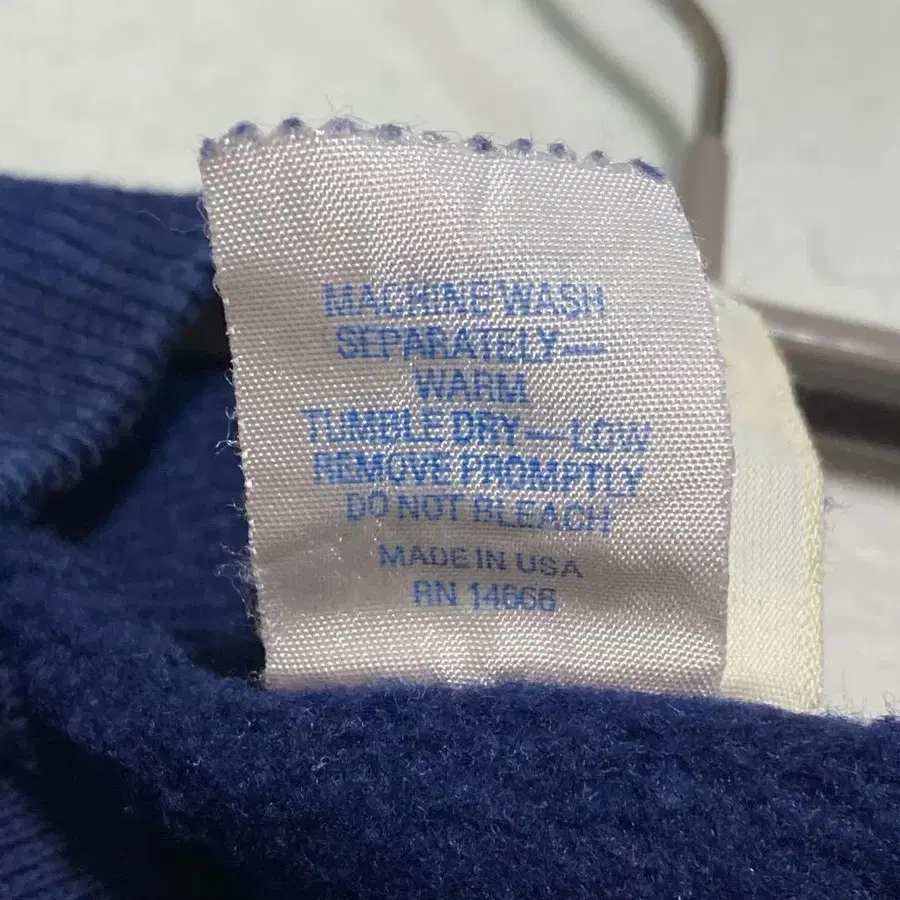 MACHINE WASH
SEPARATELY—
WARM
TUMBLE DRY—LOW
REMOVE PROMPTLY
DO NOT BLEACH
MADE IN USA
RN 14666